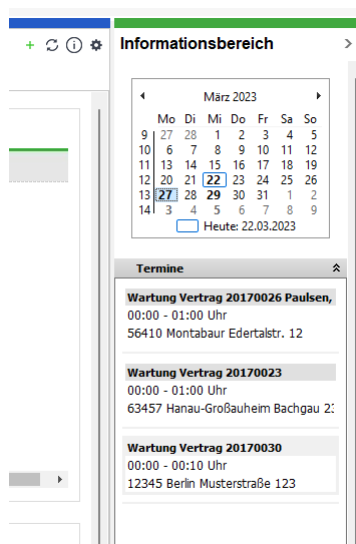 Informationsbereich
März 2023
Mo Di Mi Do Fr Sa So
9 27 28 1 2 3 4 5
10 6 7 8 9 10 11 12
11 13 14 15 16 17 18 19
12 20 21 22 23 24 25 26
13 27 28 29 30 31 1 2
14 3 4 5 6 7 8 9
Heute: 22.03.2023
Termine
Wartung Vertrag 20170026 Paulsen,
00:00 - 01:00 Uhr
56410 Montabaur Edertalstr. 12
Wartung Vertrag 20170023
00:00 - 01:00 Uhr
63457 Hanau-Großauheim Bachgau
Wartung Vertrag 20170030
00:00 - 00:10 Uhr
12345 Berlin Musterstraße 123